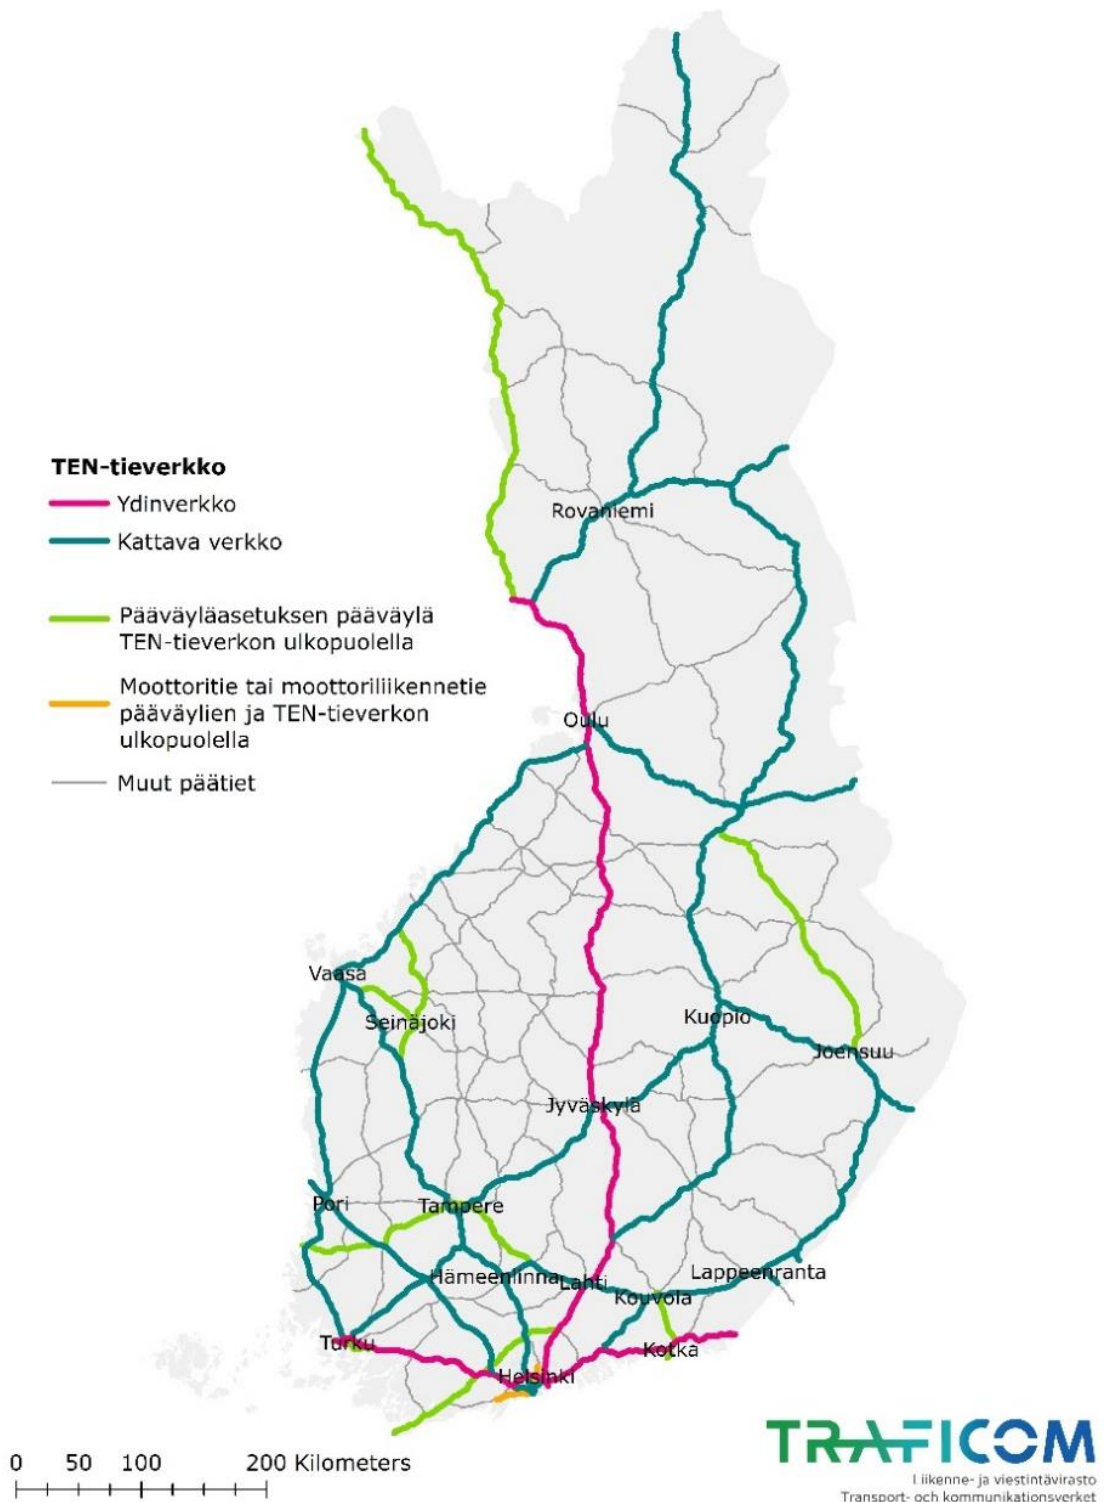 TEN-tieverkko
Ydinverkko
Kattava verkko
Pääväyläasetuksen pääväylä
TEN-tieverkon ulkopuolella
Moottoritie tai moottoriliikennetie
pääväylien ja TEN-tieverkon
ulkopuolella
Muut päätiet
Rovaniemi
Oulu
Vaasa
Seinäjoki
Kuopio
Joensuu
Jyväskylä
Pori
Tampere
Hämeenlinna
Lahti
Lappeenranta
Kouvola
Turku
Kotka
Helsinki
0 50 100 200 Kilometers
TRAFICOM
Liikenne- ja viestintävirasto
Transport- och kommunikationsverket